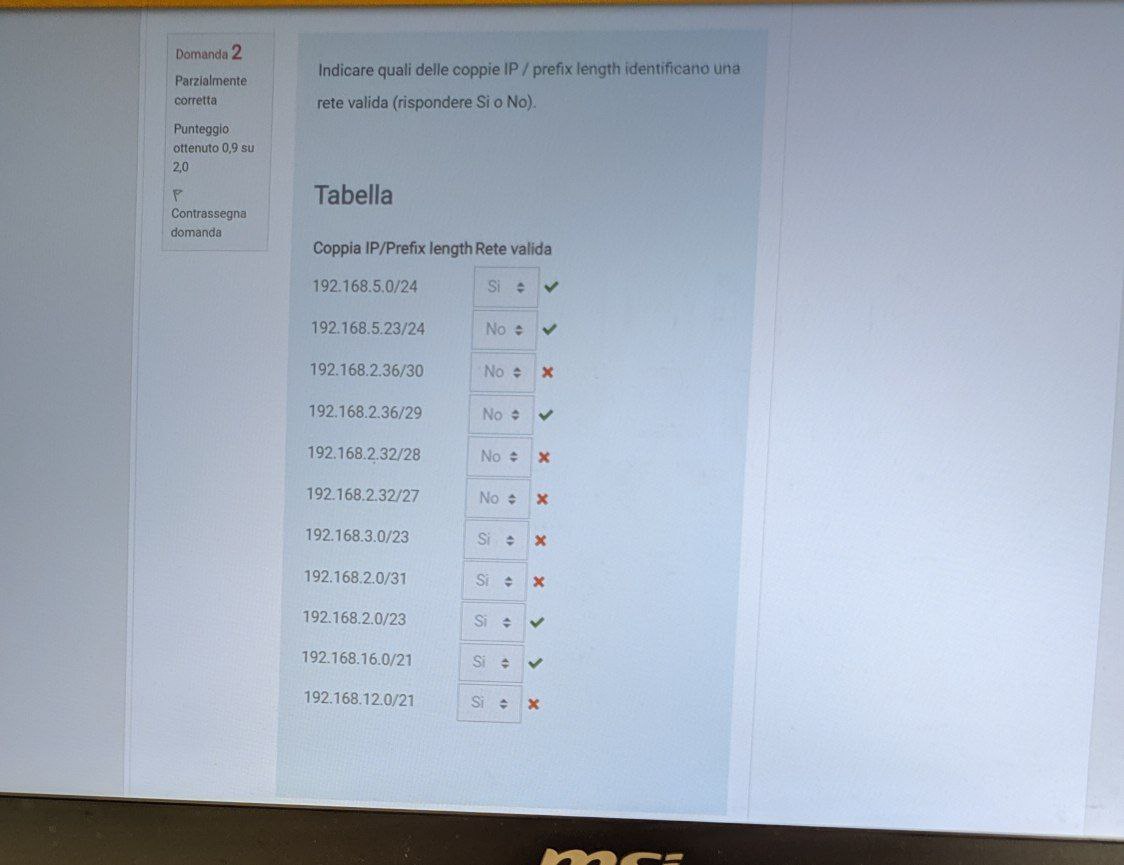 Domanda 2
Parzialmente
corretta
Punteggio
ottenuto 0,9 su
2,0
Contrassegna
domanda
Indicare quali delle coppie IP / prefix length identificano una
rete valida (rispondere Si o No).
Tabella
Coppia IP/Prefix length Rete valida
192.168.5.0/24 Si
192.168.5.23/24 No
192.168.2.36/30 No
192.168.2.36/29 No
192.168.2.32/28 No
192.168.2.32/27 No
192.168.3.0/23 Si
192.168.2.0/31 Si
192.168.2.0/23 Si
192.168.16.0/21 Si
192.168.12.0/21 Si
msi